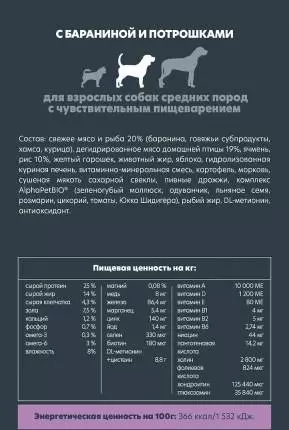 С БАРАНИНОЙ И ПОТРОШКАМИ
для взрослых собак средних пород
с чувствительным пищеварением
Состав: свежее мясо и рыба 20% (баранина, говяжьи субпродукты,
хамса, курица), дегидрированное мясо домашней птицы 19%, ячмень,
рис 10%, желтый горошек, животный жир, яблоко, гидролизованная
куриная печень, витаминно-минеральная смесь, картофель, морковь,
сушеная мякоть сахарной свеклы, пивные дрожжи, комплекс
AlphaPetBIO® (зеленогубый моллюск, одуванчик, льняное семя,
розмарин, цикорий, томаты, Юкка Шидигера), рыбий жир, DL-метионин,
антиоксидант.
Пищевая ценность на кг:
сырой протеин 25 %
сырой жир 14 %
сырая клетчатка 4,3 %
зола 7,5 %
кальций 1,2 %
фосфор 0,7 %
омега-3 0,3 %
омега-6 3 %
влажность 8%
магний 0,08 %
медь 8 мг
железо 86,4 мг
марганец 5,4 мг
цинк 140 мг
йод 1,4 мг
селен 330 мкг
биотин 180 мкг
DL-метионин
+цистеин 8,8 г
витамин А 10 000 МЕ
витамин D 1 200 МЕ
витамин Е 80 МЕ
витамин В1 4 мг
витамин В2 5 мг
витамин В6 2,74 мг
ниацин 44 мг
пантотеновая 14,2 мг
кислота
холин 2 800 мг
фолиевая 824 мкг
кислота
хондроитин 125 440 мкг
глюкозамин 35 840 мкг
Энергетическая ценность на 100г: 366 ккал/1 532 кДж.